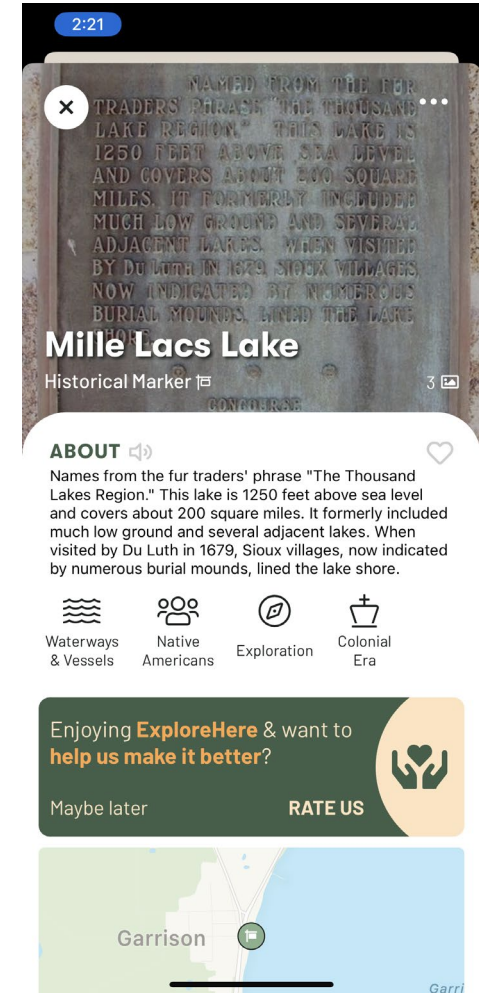 2:21
NAMED FROM THE FUR
TRADERS' PHRASE "THE THOUSAND
LAKE REGION." THIS LAKE IS
1250 FEET ABOVE SEA LEVEL
AND COVERS ABOUT 200 SQUARE
MILES. IT FORMERLY INCLUDED
MUCH LOW GROUND AND SEVERAL
ADJACENT LAKES. WHEN VISITED
BY DU LUTH IN 1679, SIOUX VILLAGES,
NOW INDICATED BY NUMEROUS
BURIAL MOUNDS, LINED THE LAKE
SHORE.
Mille Lacs Lake
Historical Marker
3
CONCOURSE
ABOUT
Names from the fur traders' phrase "The Thousand
Lakes Region." This lake is 1250 feet above sea level
and covers about 200 square miles. It formerly included
much low ground and several adjacent lakes. When
visited by Du Luth in 1679, Sioux villages, now indicated
by numerous burial mounds, lined the lake shore.
Waterways
& Vessels
Native
Americans
Exploration
Colonial
Era
Enjoying ExploreHere & want to
help us make it better?
Maybe later
RATE US
Garrison
Garri